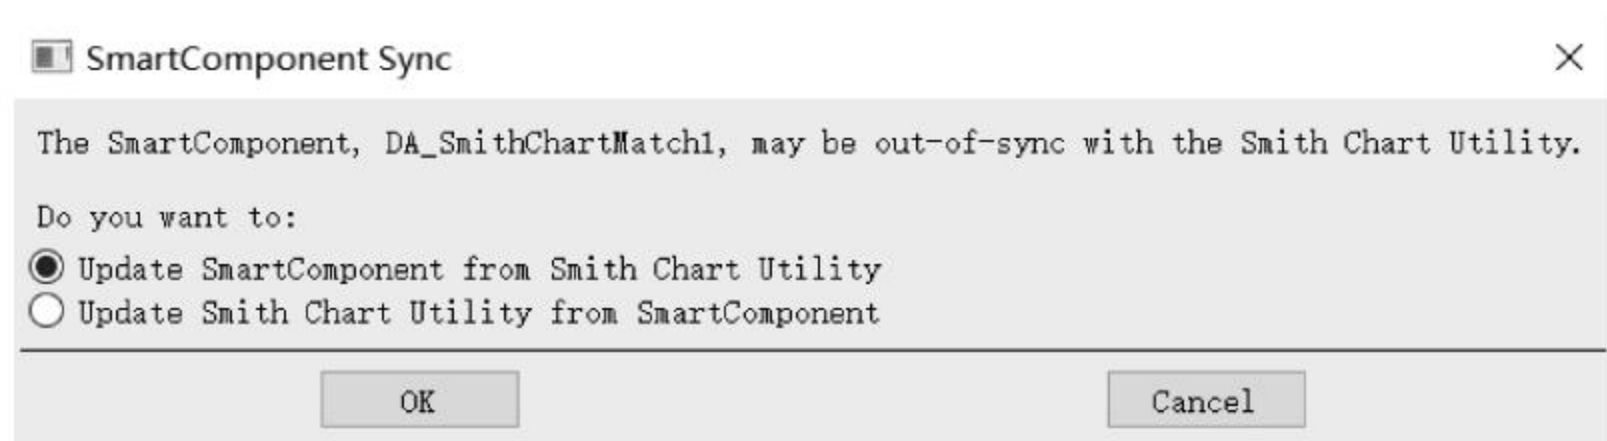 SmartComponent Sync
The SmartComponent, DA_SmithChartMatch1, may be out-of-sync with the Smith Chart Utility.
Do you want to:
Update SmartComponent from Smith Chart Utility
Update Smith Chart Utility from SmartComponent
OK Cancel